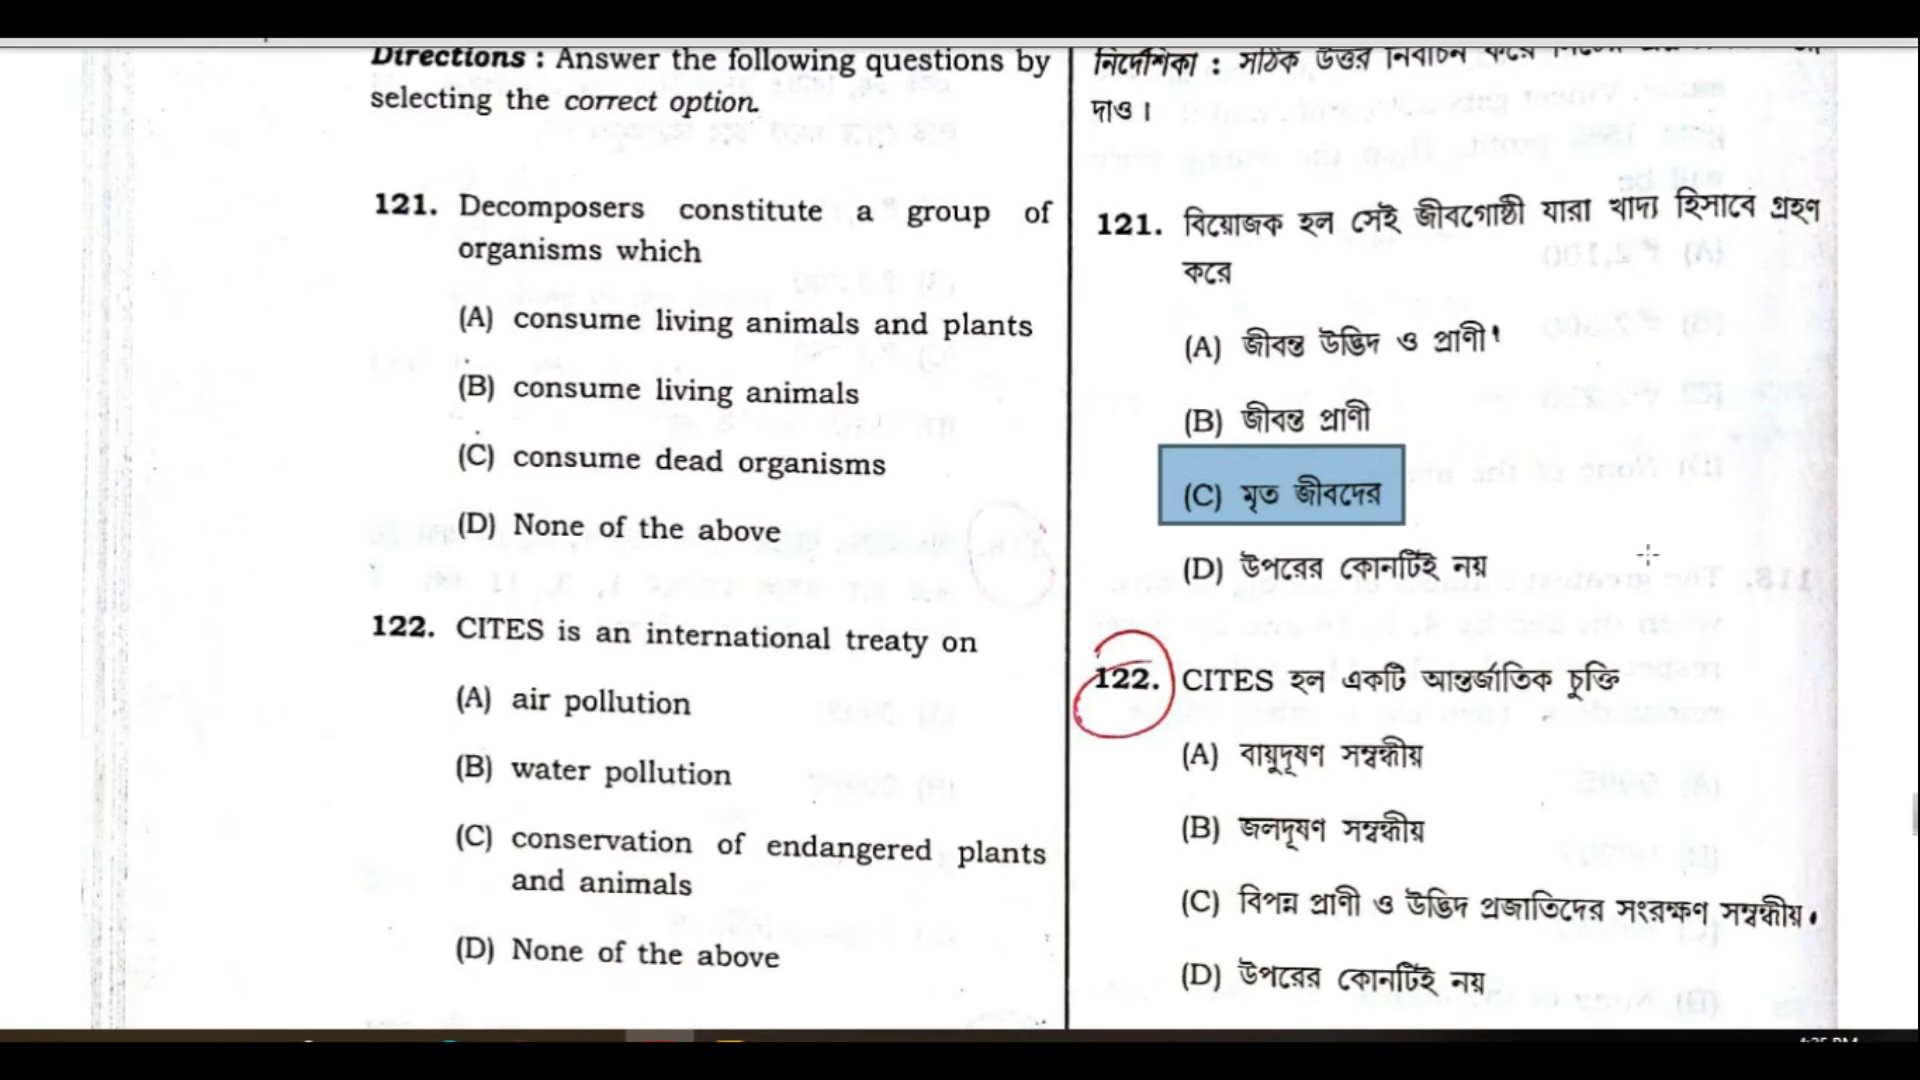 Directions : Answer the following questions by
selecting the correct option.
121. Decomposers constitute a group of
organisms which
(A) consume living animals and plants
(B) consume living animals
(C) consume dead organisms
(D) None of the above
122. CITES is an international treaty on
(A) air pollution
(B) water pollution
(C) conservation of endangered plants
and animals
(D) None of the above
নির্দেশিকা : সঠিক উত্তর নির্বাচন করে
দাও।
121. বিয়োজক হল সেই জীবগোষ্ঠী যারা খাদ্য হিসাবে গ্রহণ
করে
(A) জীবন্ত উদ্ভিদ ও প্রাণী
(B) জীবন্ত প্রাণী
(C) মৃত জীবদের
(D) উপরের কোনটিই নয়
122. CITES হল একটি আন্তর্জাতিক চুক্তি
(A) বায়ুদূষণ সম্বন্ধীয়
(B) জলদূষণ সম্বন্ধীয়
(C) বিপন্ন প্রাণী ও উদ্ভিদ প্রজাতিদের সংরক্ষণ সম্বন্ধীয়
(D) উপরের কোনটিই নয়